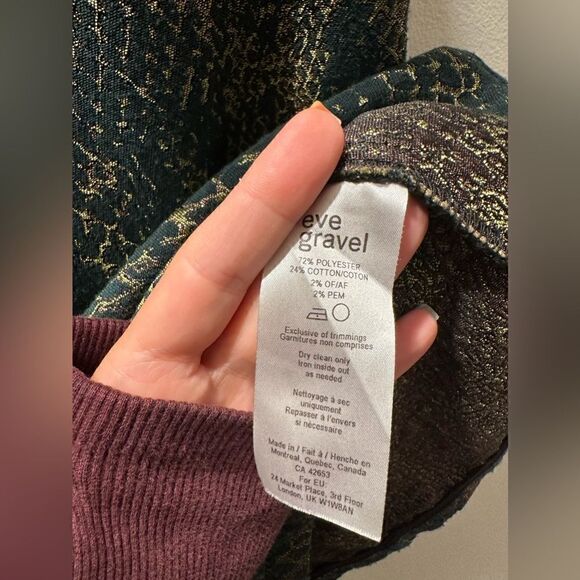 eve
gravel
72% POLYESTER
24% COTTON/COTON
2% OF/AF
2% PEM
Exclusive of trimmings
Garnitures non comprises
Dry clean only
Iron inside out
as needed
Nettoyage à sec
uniquement
Repasser à l'envers
si nécessaire
Made in / Fait à / Hencho en
Montreal, Quebec, Canada
CA 42653
For EU:
24 Market Place, 3rd Floor
London, UK W1W8AN